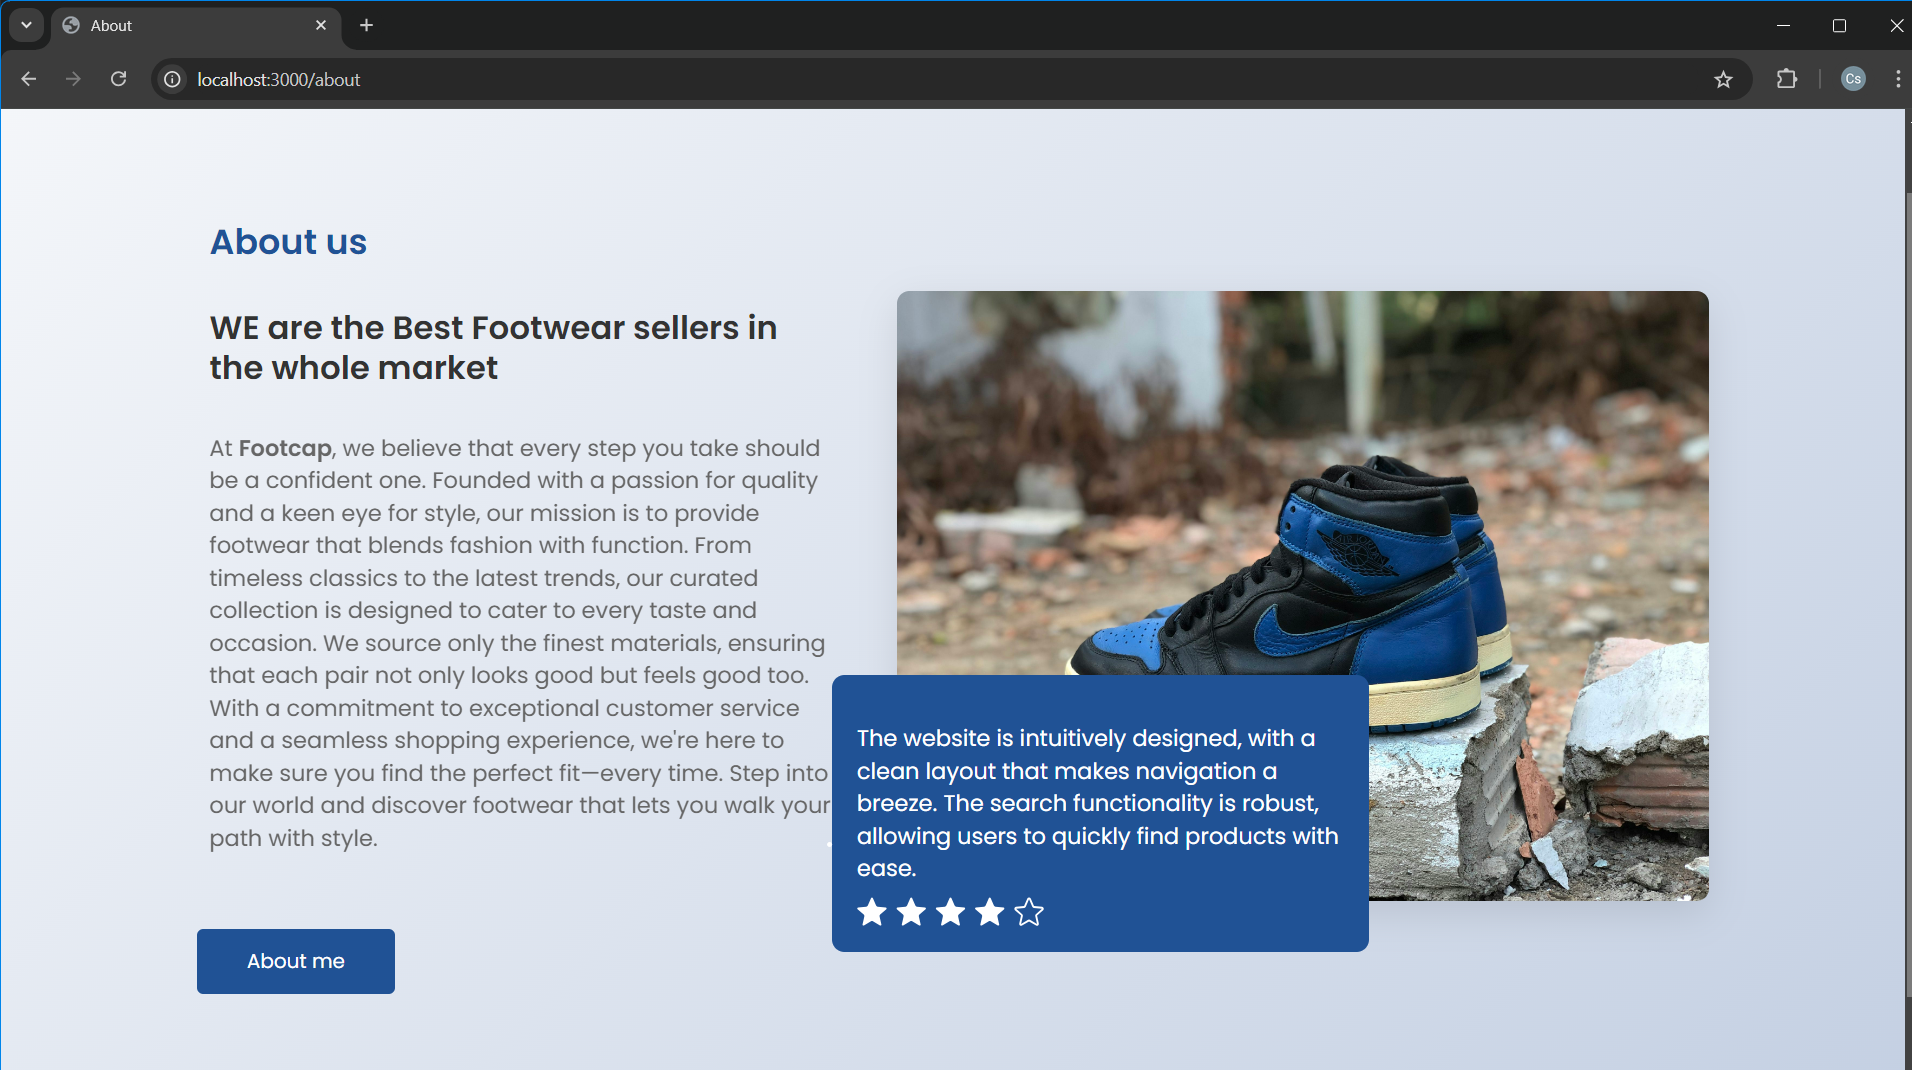 About
localhost:3000/about
Cs
About us
WE are the Best Footwear sellers in
the whole market
At Footcap, we believe that every step you take should
be a confident one. Founded with a passion for quality
and a keen eye for style, our mission is to provide
footwear that blends fashion with function. From
timeless classics to the latest trends, our curated
collection is designed to cater to every taste and
occasion. We source only the finest materials, ensuring
that each pair not only looks good but feels good too.
With a commitment to exceptional customer service
and a seamless shopping experience, we're here to
make sure you find the perfect fit—every time. Step into
our world and discover footwear that lets you walk your
path with style.
About me
The website is intuitively designed, with a
clean layout that makes navigation a
breeze. The search functionality is robust,
allowing users to quickly find products with
ease.